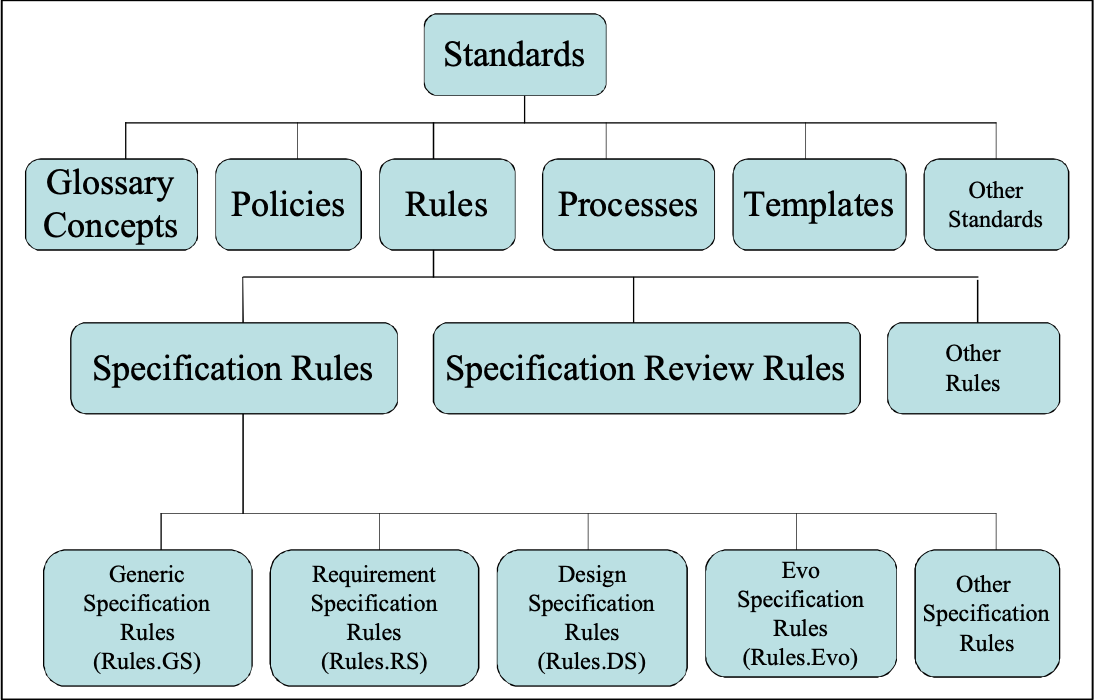 Standards
Glossary
Concepts
Policies
Rules
Processes
Templates
Other
Standards
Specification Rules
Specification Review Rules
Other
Rules
Generic
Specification
Rules
(Rules.GS)
Requirement
Specification
Rules
(Rules.RS)
Design
Specification
Rules
(Rules.DS)
Evo
Specification
Rules
(Rules.Evo)
Other
Specification
Rules